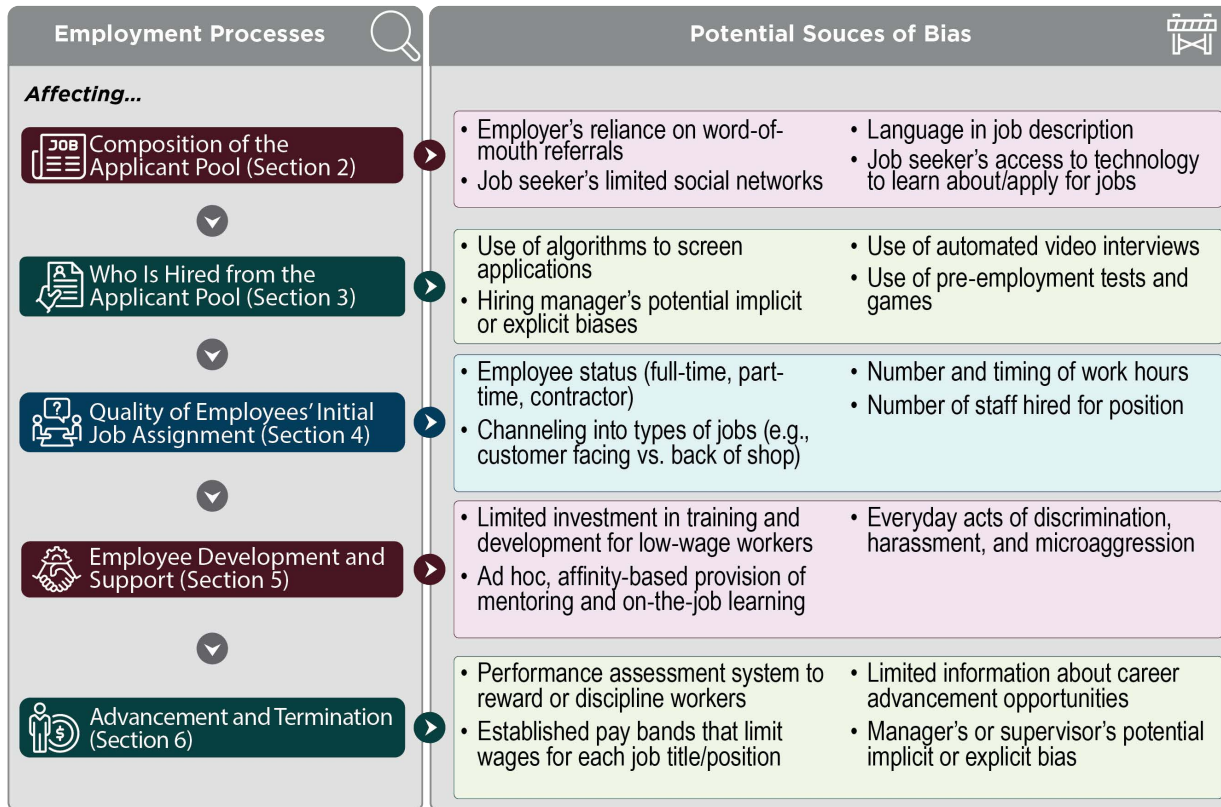 Employment Processes
Potential Souces of Bias
Affecting...
JOB
Composition of the
Applicant Pool (Section 2)
• Employer's reliance on word-of-
mouth referrals
• Job seeker's limited social networks
• Language in job description
• Job seeker's access to technology
to learn about/apply for jobs
Who Is Hired from the
Applicant Pool (Section 3)
• Use of algorithms to screen
applications
• Hiring manager's potential implicit
or explicit biases
• Use of automated video interviews
• Use of pre-employment tests and
games
?
Quality of Employees' Initial
Job Assignment (Section 4)
• Employee status (full-time, part-
time, contractor)
• Channeling into types of jobs (e.g.,
customer facing vs. back of shop)
• Number and timing of work hours
• Number of staff hired for position
Employee Development and
Support (Section 5)
• Limited investment in training and
development for low-wage workers
• Ad hoc, affinity-based provision of
mentoring and on-the-job learning
• Everyday acts of discrimination,
harassment, and microaggression
$
Advancement and Termination
(Section 6)
• Performance assessment system to
reward or discipline workers
• Established pay bands that limit
wages for each job title/position
• Limited information about career
advancement opportunities
• Manager's or supervisor's potential
implicit or explicit bias